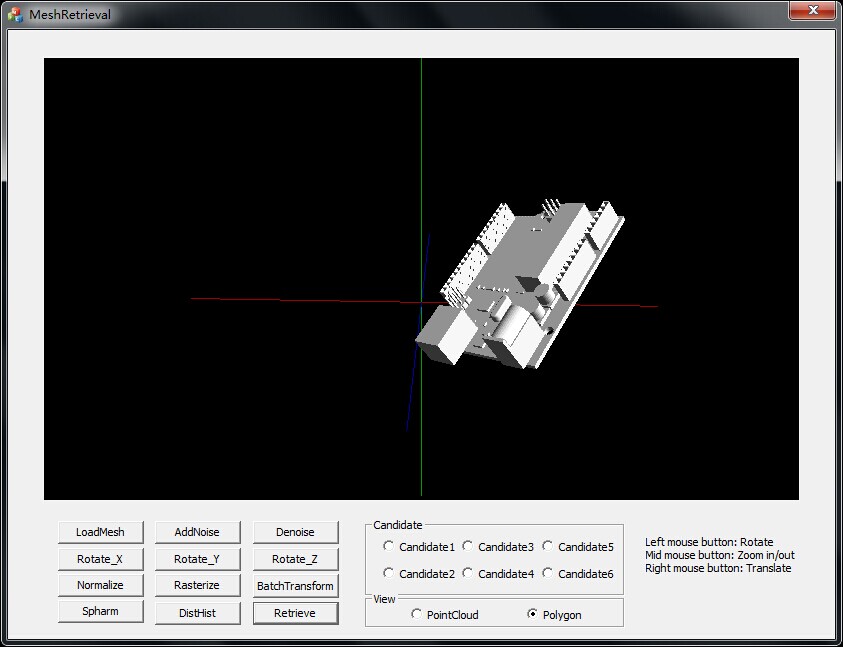 MeshRetrieval
LoadMesh
AddNoise
Denoise
Rotate_X
Rotate_Y
Rotate_Z
Normalize
Rasterize
BatchTransform
Spharm
DistHist
Retrieve
Candidate
Candidate1
Candidate3
Candidate5
Candidate2
Candidate4
Candidate6
View
PointCloud
Polygon
Left mouse button: Rotate
Mid mouse button: Zoom in/out
Right mouse button: Translate